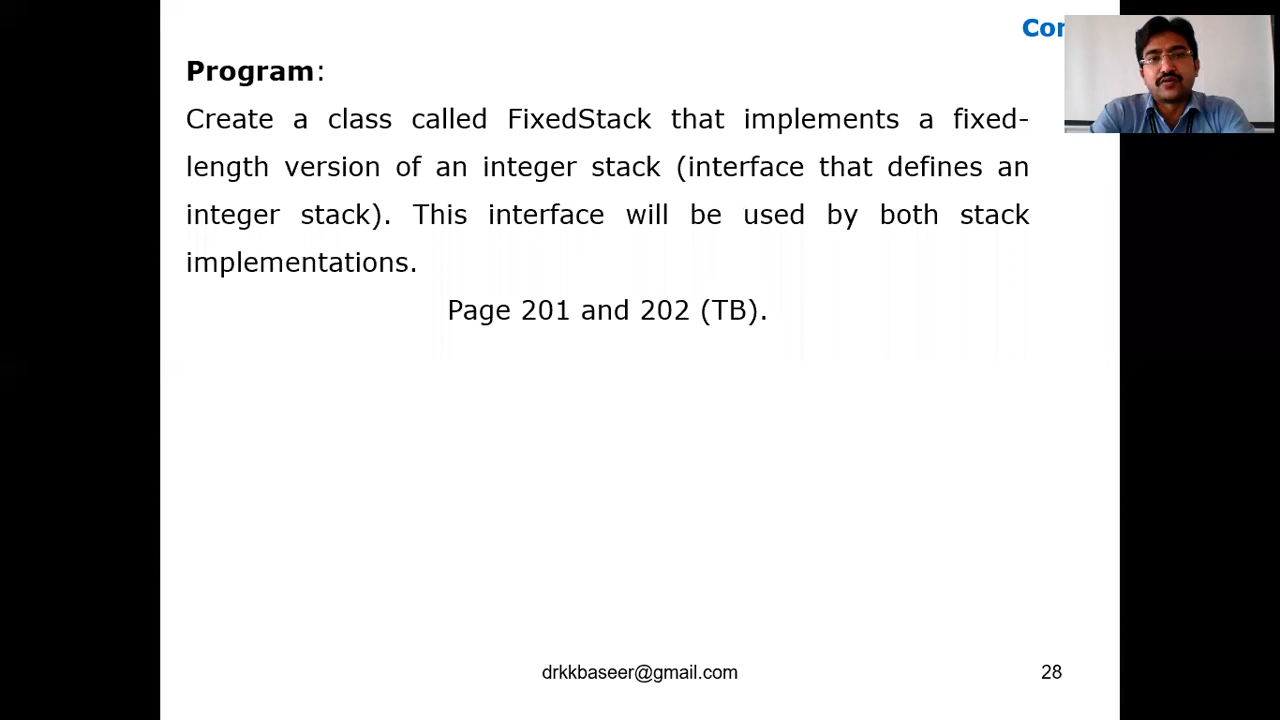 Program:
Create a class called FixedStack that implements a fixed-
length version of an integer stack (interface that defines an
integer stack). This interface will be used by both stack
implementations.
Page 201 and 202 (TB).
drkkbaseer@gmail.com
28